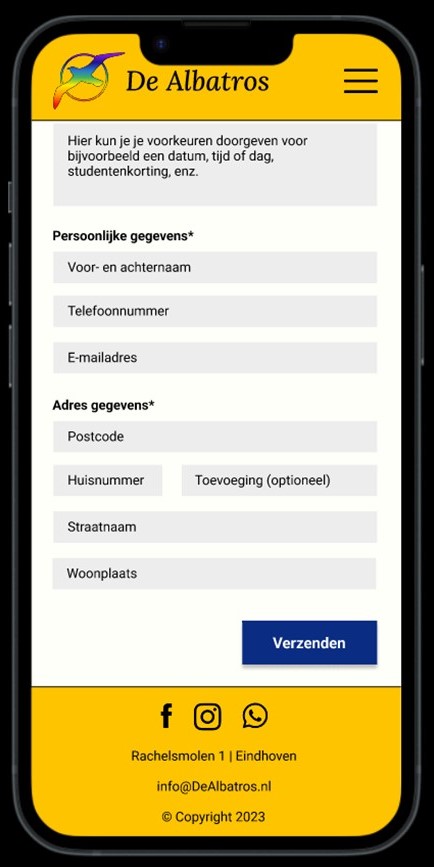 De Albatros
Hier kun je je voorkeuren doorgeven voor
bijvoorbeeld een datum, tijd of dag,
studentenkorting, enz.
Persoonlijke gegevens*
Voor- en achternaam
Telefoonnummer
E-mailadres
Adres gegevens*
Postcode
Huisnummer
Toevoeging (optioneel)
Straatnaam
Woonplaats
Verzenden
Rachelsmolen 1 | Eindhoven
info@DeAlbatros.nl
© Copyright 2023